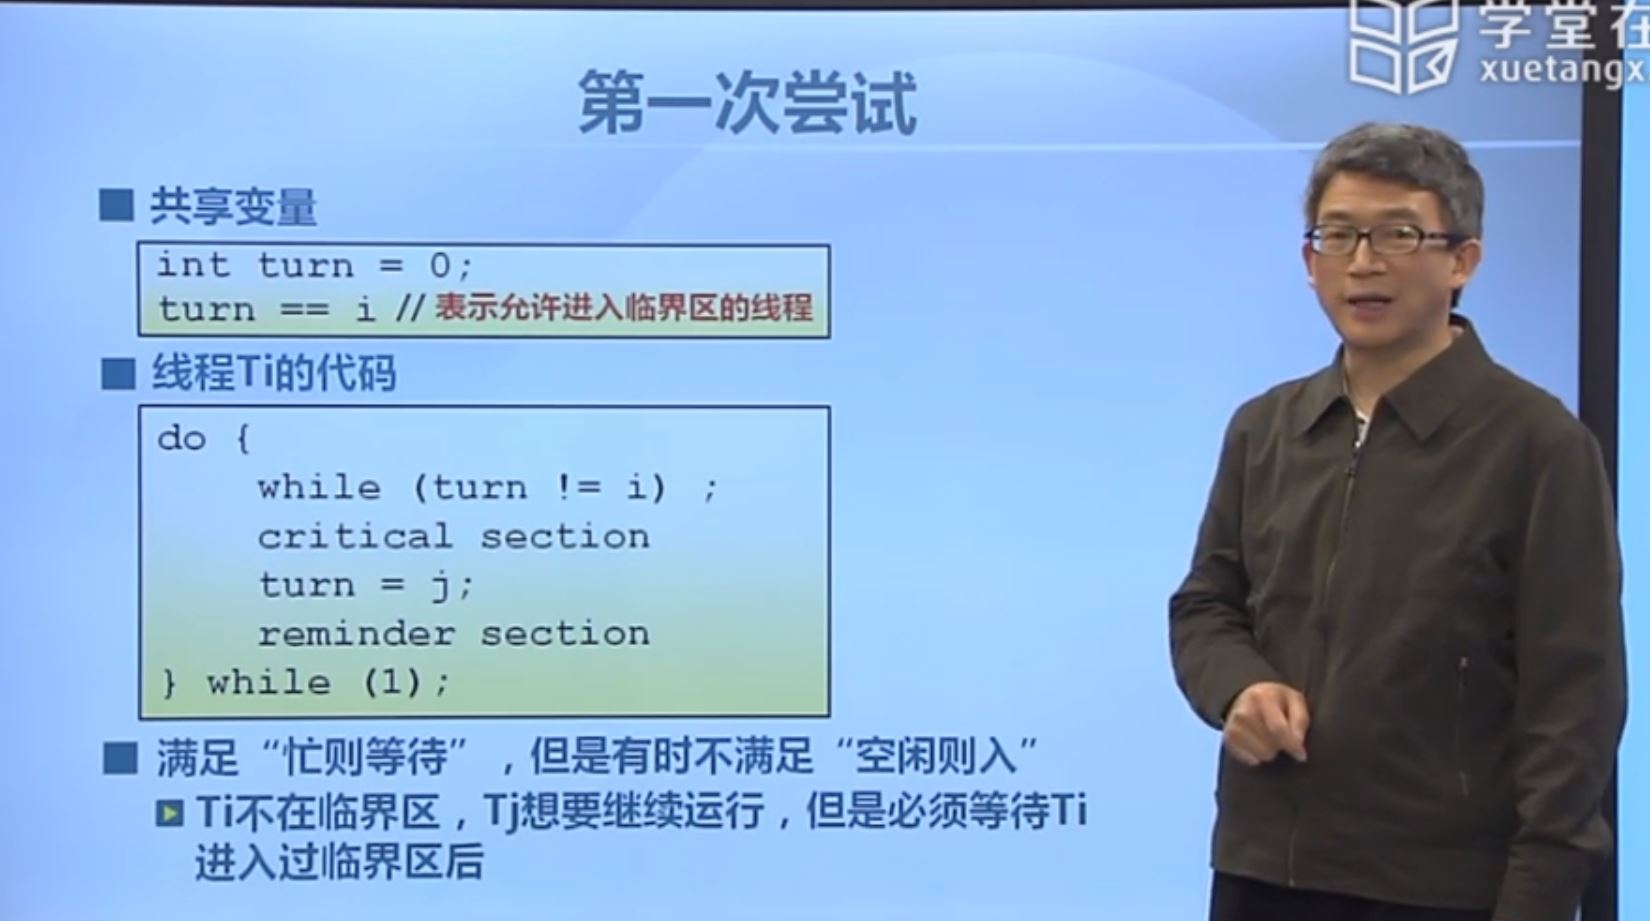 学堂在
xuetangx
第一次尝试
共享变量
int turn = 0;
turn == i // 表示允许进入临界区的线程
线程Ti的代码
do {
while (turn != i) ;
critical section
turn = j;
reminder section
} while (1);
满足“忙则等待”，但是有时不满足“空闲则入”
Ti不在临界区，Tj想要继续运行，但是必须等待Ti
进入过临界区后